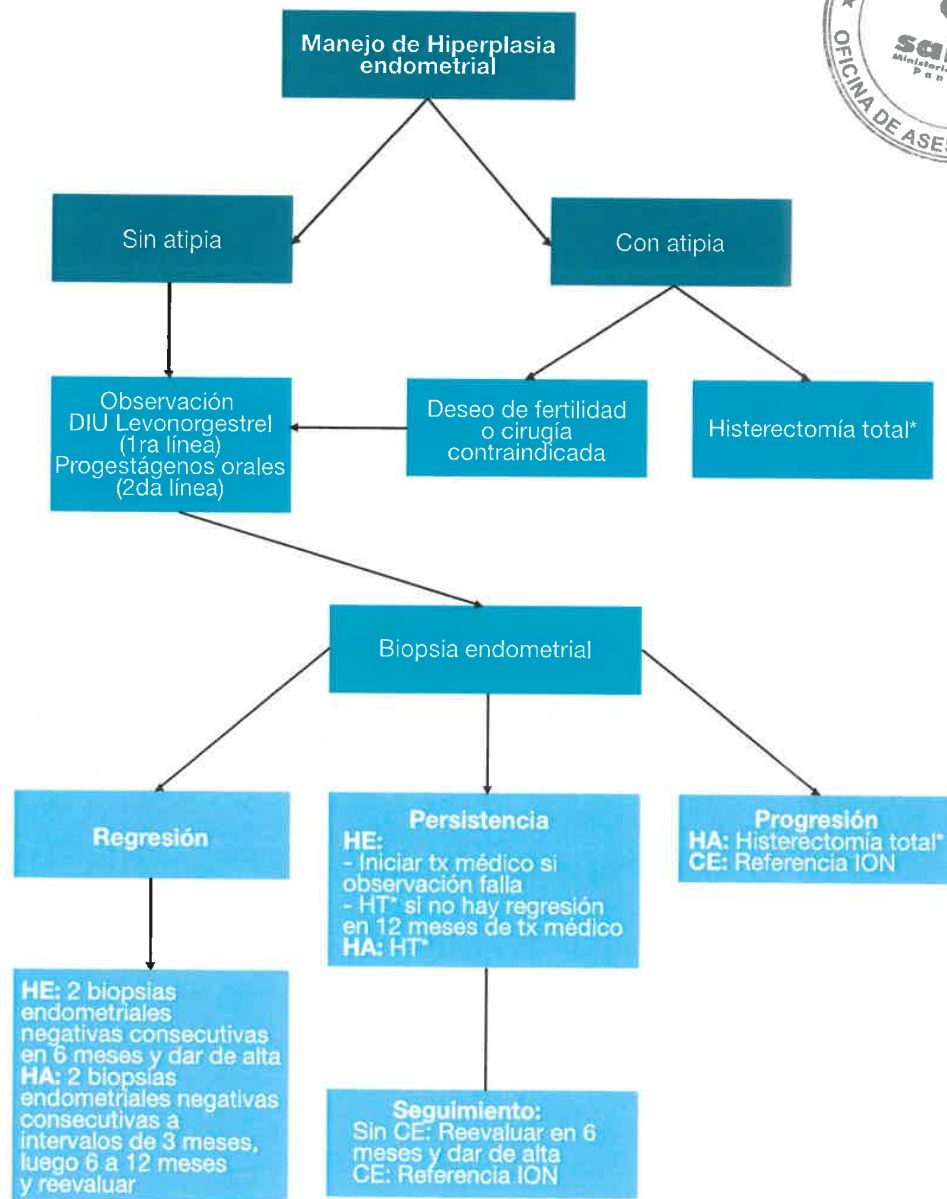 Manejo de Hiperplasia
endometrial
OFICINA DE
Sin atipia
Con atipia
Observación
DIU Levonorgestrel
(1ra línea)
Progestágenos orales
(2da línea)
Deseo de fertilidad
o cirugía
contraindicada
Histerectomía total*
Biopsia endometrial
Regresión
Persistencia
HE:
- Iniciar tx médico si
observación falla
- HT* si no hay regresión
en 12 meses de tx médico
HA: HT*
Progresión
HA: Histerectomía total*
CE: Referencia ION
HE: 2 biopsias
endometriales
negativas consecutivas
en 6 meses y dar de alta
HA: 2 biopsias
endometriales negativas
consecutivas a
intervalos de 3 meses,
luego 6 a 12 meses
y reevaluar
Seguimiento:
Sin CE: Reevaluar en 6
meses y dar de alta
CE: Referencia ION